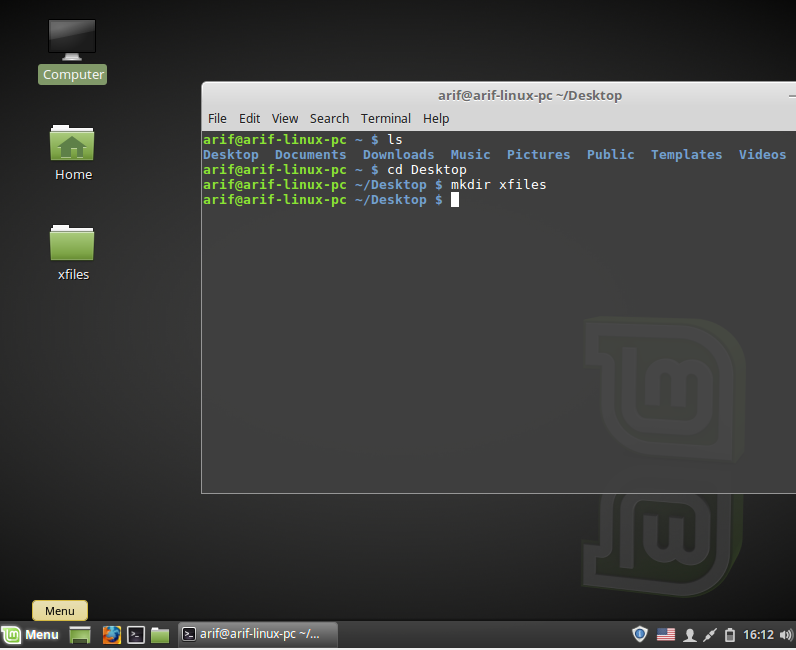 Computer
Home
xfiles
arif@arif-linux-pc ~/Desktop
File Edit View Search Terminal Help
arif@arif-linux-pc ~ $ ls
Desktop Documents Downloads Music Pictures Public Templates Videos
arif@arif-linux-pc ~ $ cd Desktop
arif@arif-linux-pc ~/Desktop $ mkdir xfiles
arif@arif-linux-pc ~/Desktop $
Menu
Menu
arif@arif-linux-pc ~/...
16:12